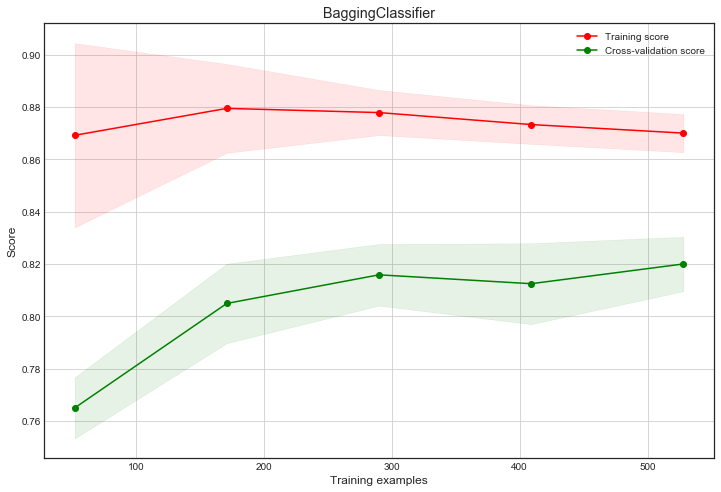 BaggingClassifier
Training score
Cross-validation score
0.90
0.88
0.86
0.84
0.82
0.80
0.78
0.76
Score
100
200
300
400
500
Training examples